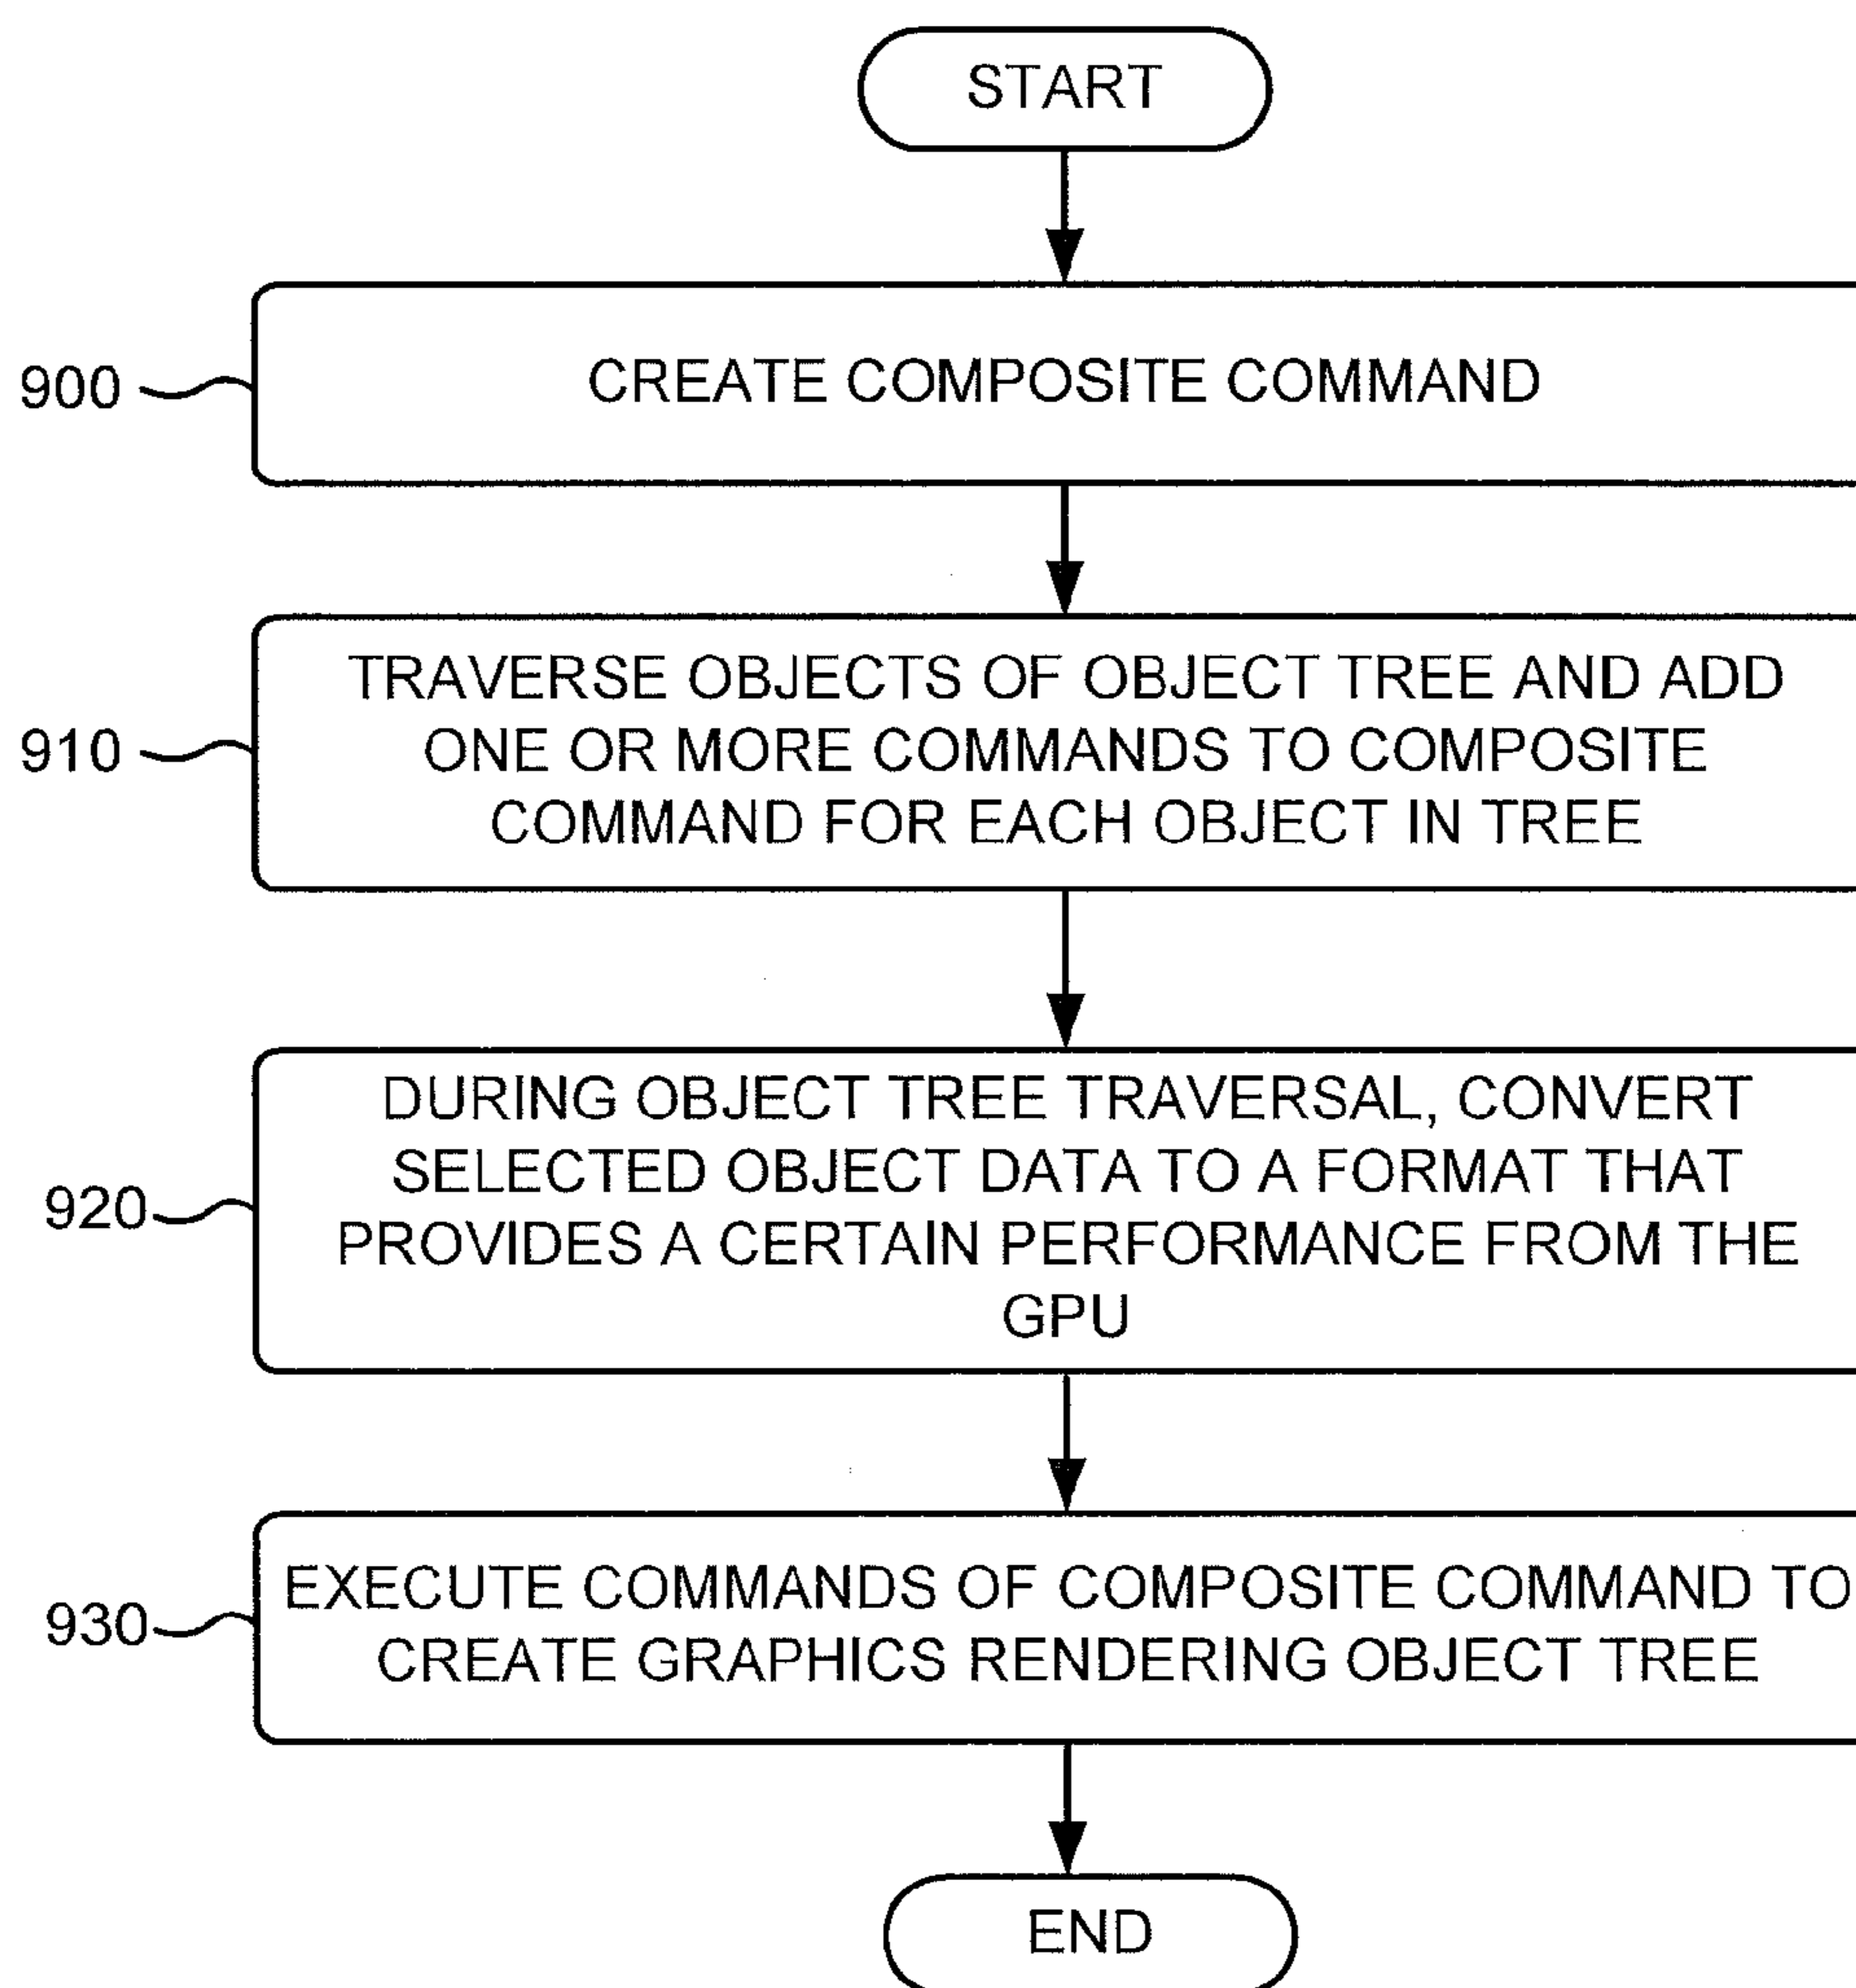 START
900
CREATE COMPOSITE COMMAND
910
TRAVERSE OBJECTS OF OBJECT TREE AND ADD
ONE OR MORE COMMANDS TO COMPOSITE
COMMAND FOR EACH OBJECT IN TREE
920
DURING OBJECT TREE TRAVERSAL, CONVERT
SELECTED OBJECT DATA TO A FORMAT THAT
PROVIDES A CERTAIN PERFORMANCE FROM THE
GPU
930
EXECUTE COMMANDS OF COMPOSITE COMMAND TO
CREATE GRAPHICS RENDERING OBJECT TREE
END